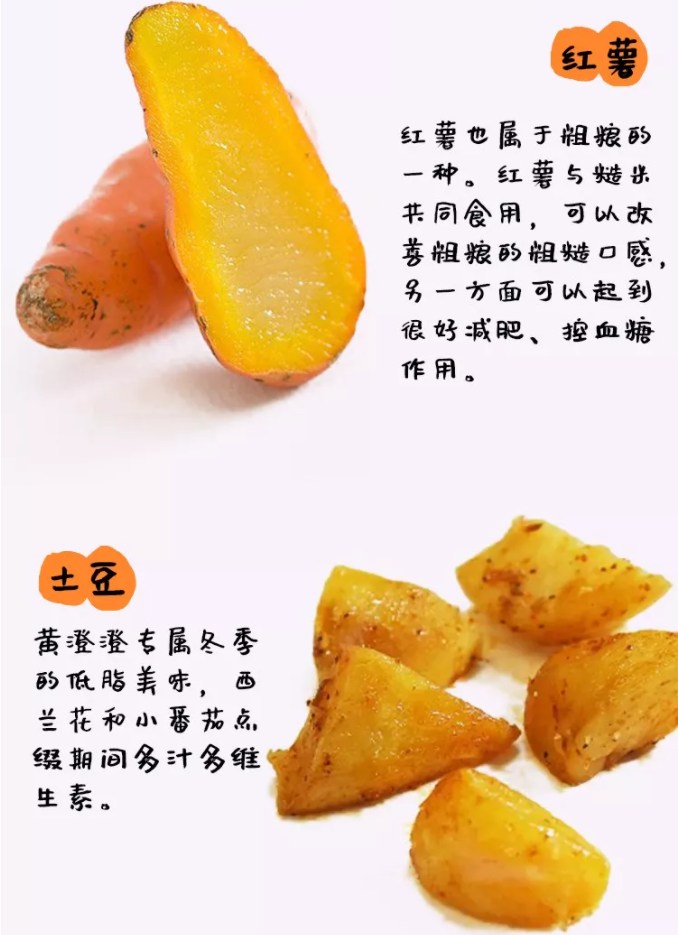 红薯
红薯也属于粗粮的
一种。红薯与糙米
共同食用，可以改
善粗粮的粗糙口感，
另一方面可以起到
很好减肥、控血糖
作用。
土豆
黄澄澄专属冬季
的低脂美味，西
兰花和小番茄点
缀期间多汁多维
生素。